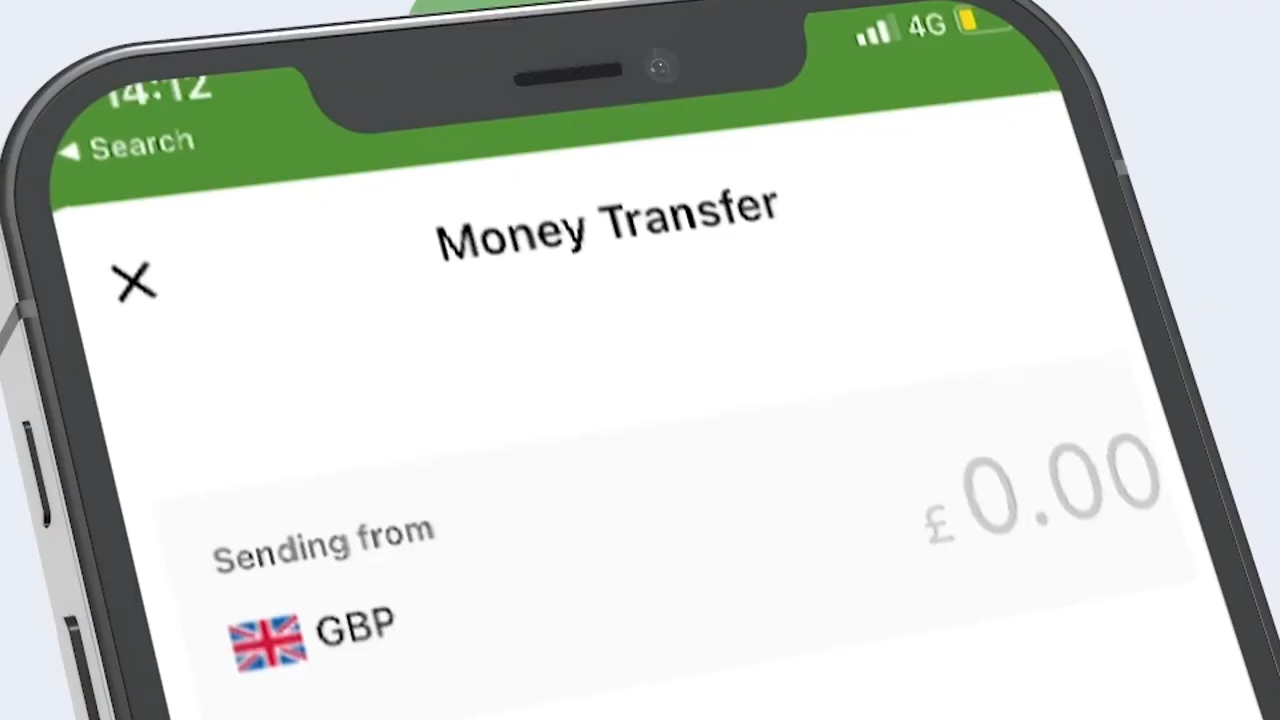 14:12
4G
◀ Search
Money Transfer
Sending from
£ 0.00
GBP